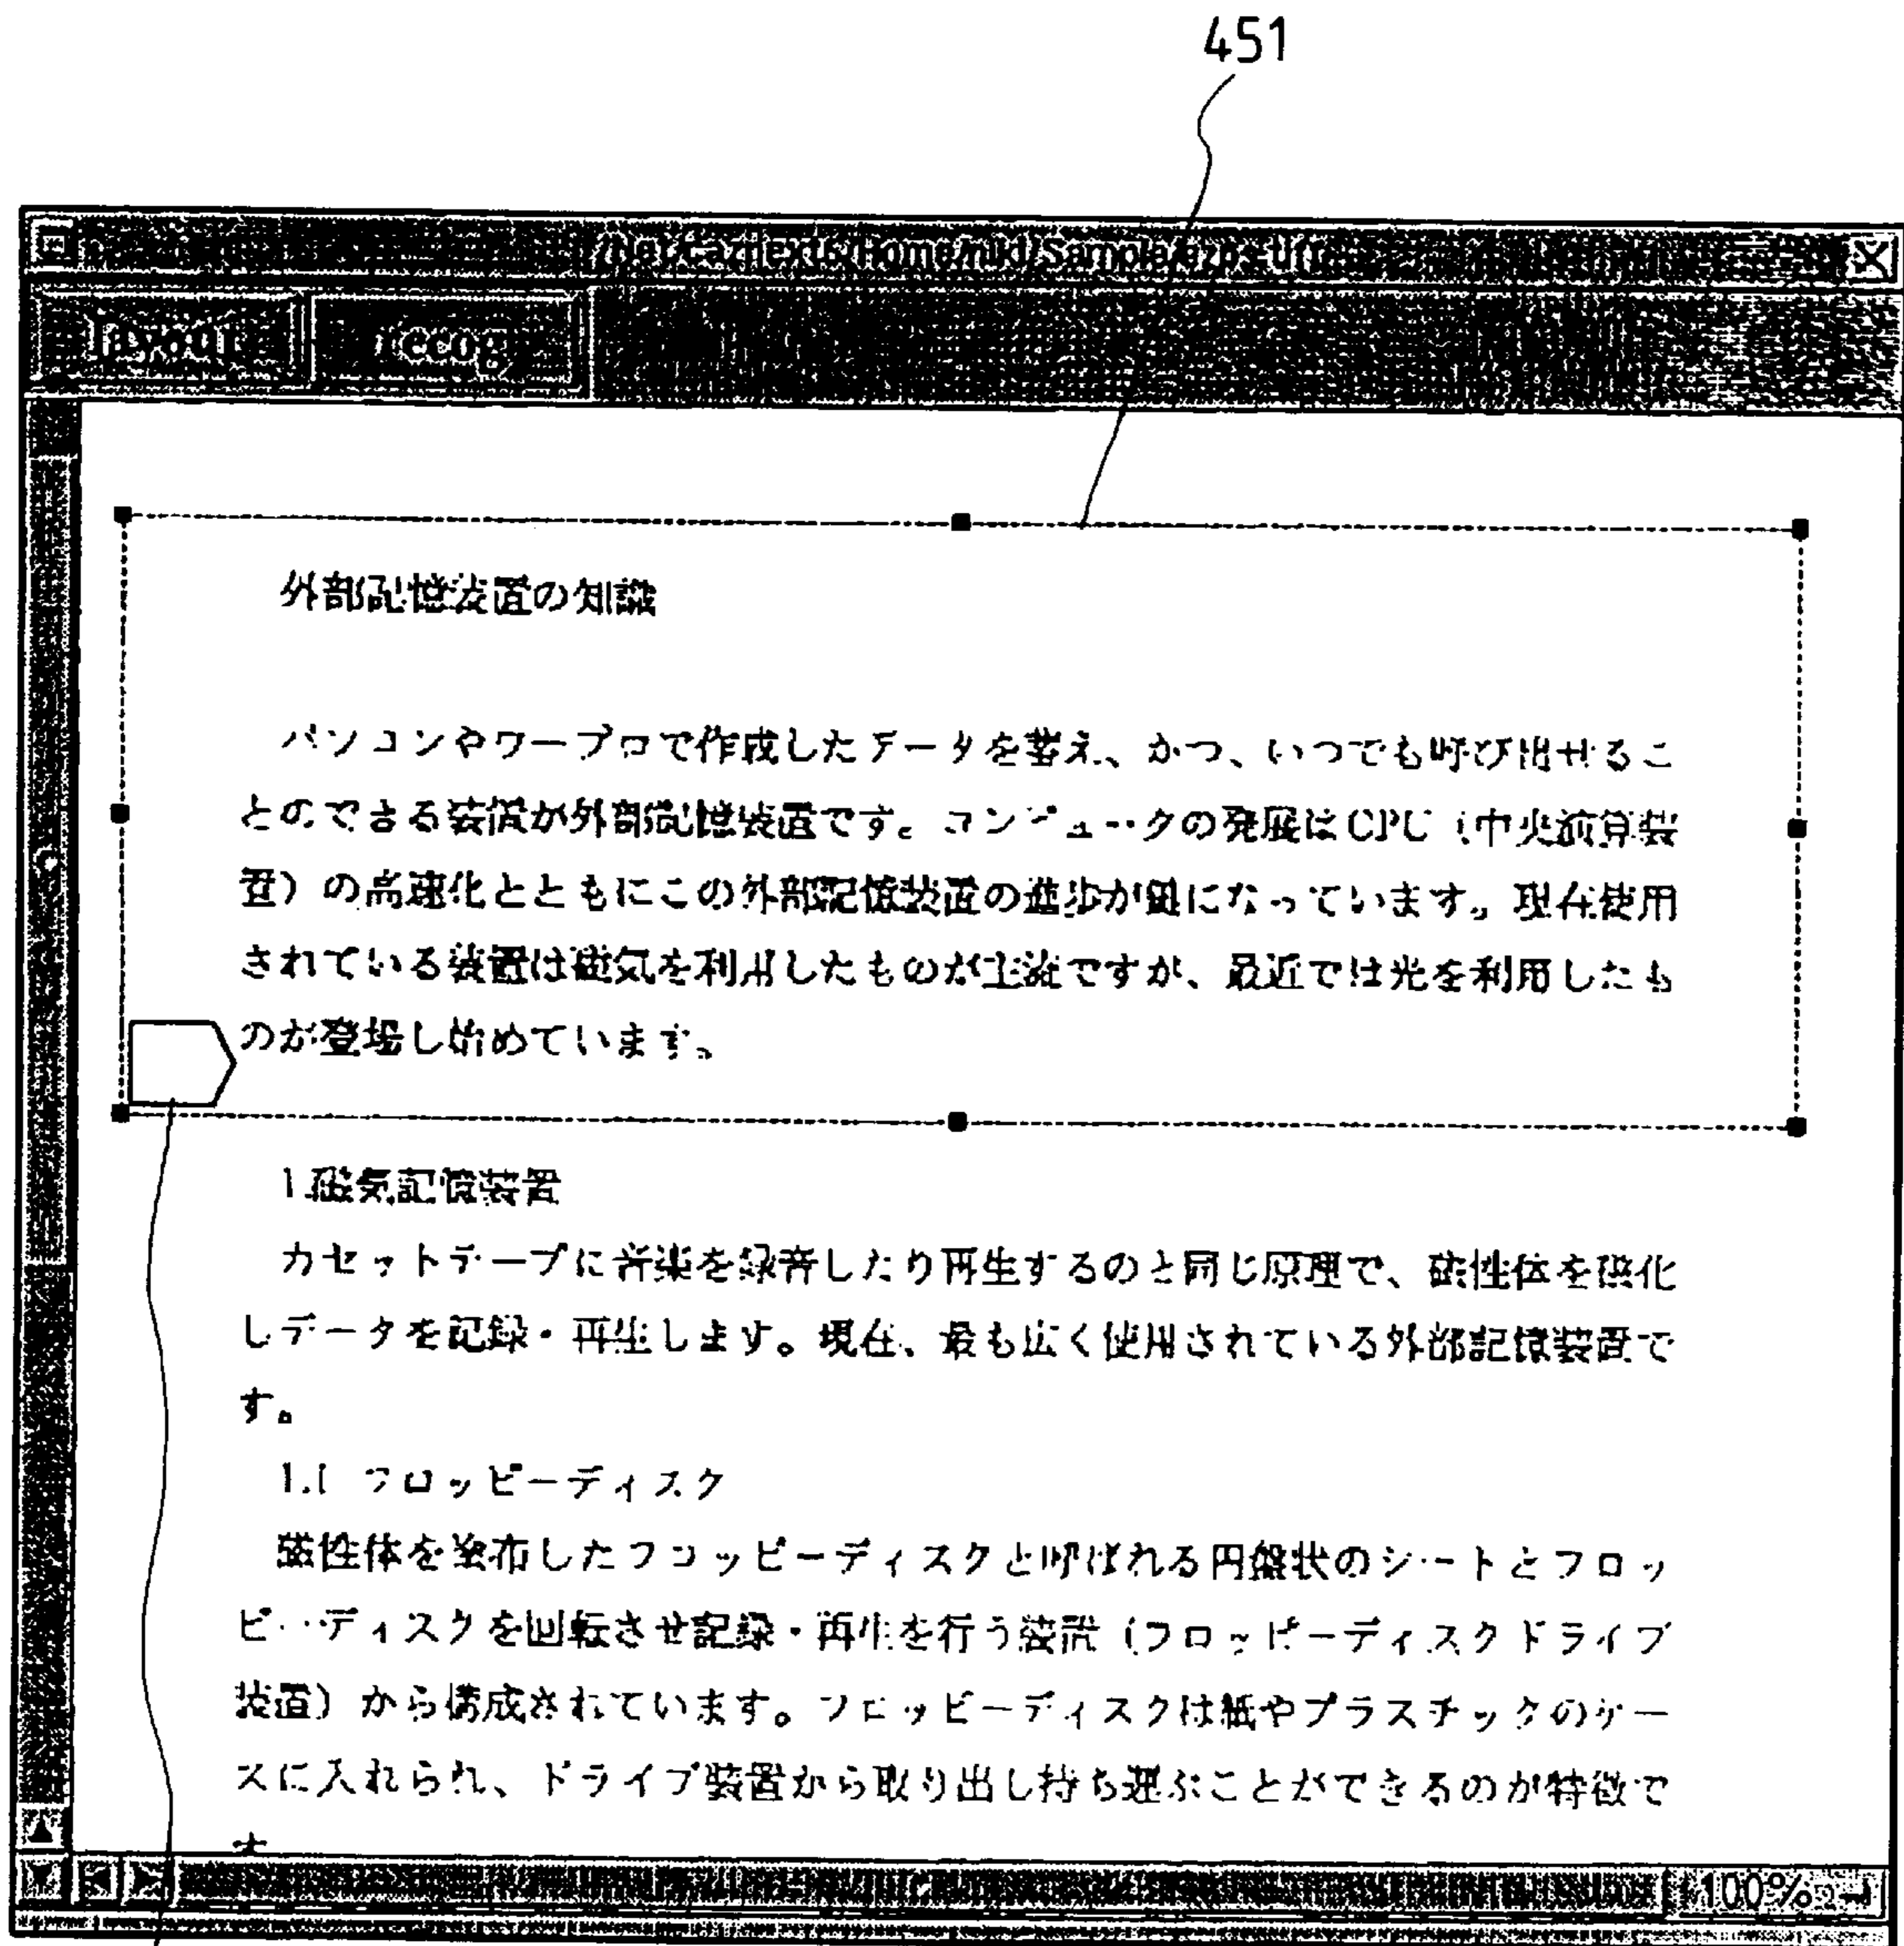 451
layout recog
外部記憶装置の知識
パソコンやワープロで作成したデータを蓄え、かつ、いつでも呼び出せるこ
とのできる装置が外部記憶装置です。コンピュータの発展はCPU（中央演算装
置）の高速化とともにこの外部記憶装置の進歩が鍵になっています。現在使用
されている装置は磁気を利用したものが主流ですが、最近では光を利用したも
のが登場し始めています。
1.磁気記憶装置
カセットテープに音楽を録音したり再生するのと同じ原理で、磁性体を磁化
しデータを記録・再生します。現在、最も広く使用されている外部記憶装置で
す。
1.1 フロッピーディスク
磁性体を塗布したフロッピーディスクと呼ばれる円盤状のシートとフロッ
ピーディスクを回転させ記録・再生を行う装置（フロッピーディスクドライブ
装置）から構成されています。フロッピーディスクは紙やプラスチックのケー
スに入れられ、ドライブ装置から取り出し持ち運ぶことができるのが特徴で
100%